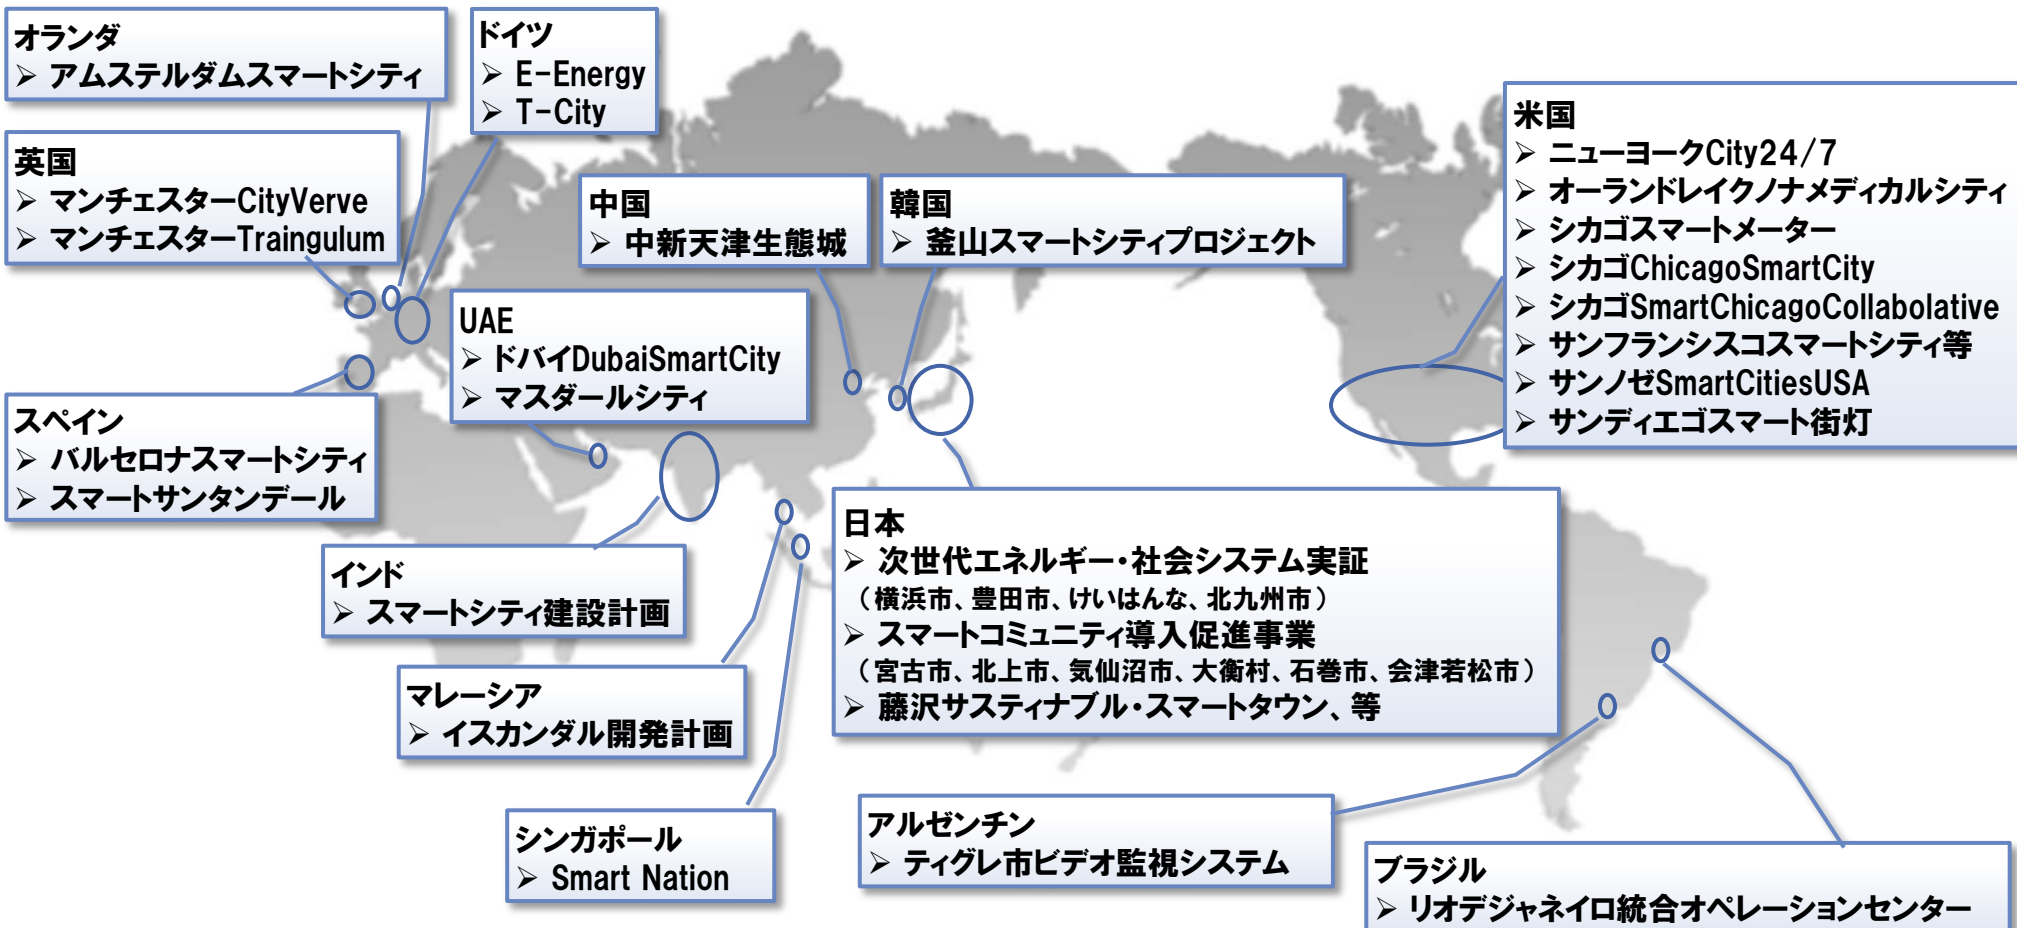 オランダ
➢ アムステルダムスマートシティ
ドイツ
➢ E-Energy
➢ T-City
英国
➢ マンチェスターCityVerve
➢ マンチェスターTraingulum
中国
➢ 中新天津生態城
韓国
➢ 釜山スマートシティプロジェクト
米国
➢ ニューヨークCity24/7
➢ オーランドレイクノナメディカルシティ
➢ シカゴスマートメーター
➢ シカゴChicagoSmartCity
➢ シカゴSmartChicagoCollabolative
➢ サンフランシスコスマートシティ等
➢ サンノゼSmartCitiesUSA
➢ サンディエゴスマート街灯
UAE
➢ ドバイDubaiSmartCity
➢ マスダールシティ
スペイン
➢ バルセロナスマートシティ
➢ スマートサンタンデール
インド
➢ スマートシティ建設計画
日本
➢ 次世代エネルギー・社会システム実証
（横浜市、豊田市、けいはんな、北九州市）
➢ スマートコミュニティ導入促進事業
（宮古市、北上市、気仙沼市、大衡村、石巻市、会津若松市）
➢ 藤沢サスティナブル・スマートタウン、等
マレーシア
➢ イスカンダル開発計画
シンガポール
➢ Smart Nation
アルゼンチン
➢ ティグレ市ビデオ監視システム
ブラジル
➢ リオデジャネイロ統合オペレーションセンター